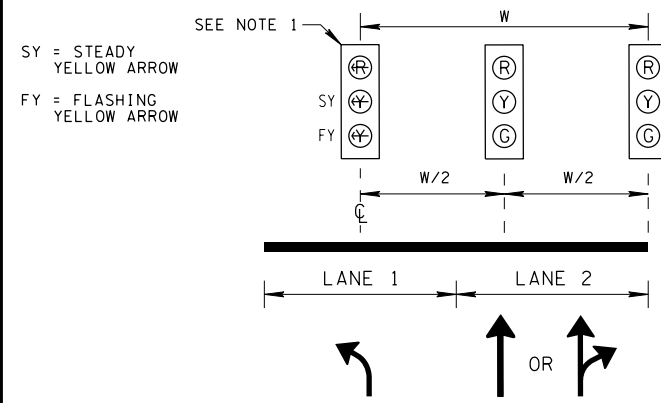 SEE NOTE 1
W
SY = STEADY
YELLOW ARROW
FY = FLASHING
YELLOW ARROW
R R R
SY Y Y Y
FY Y G G
W/2 W/2
℄
LANE 1 LANE 2
OR